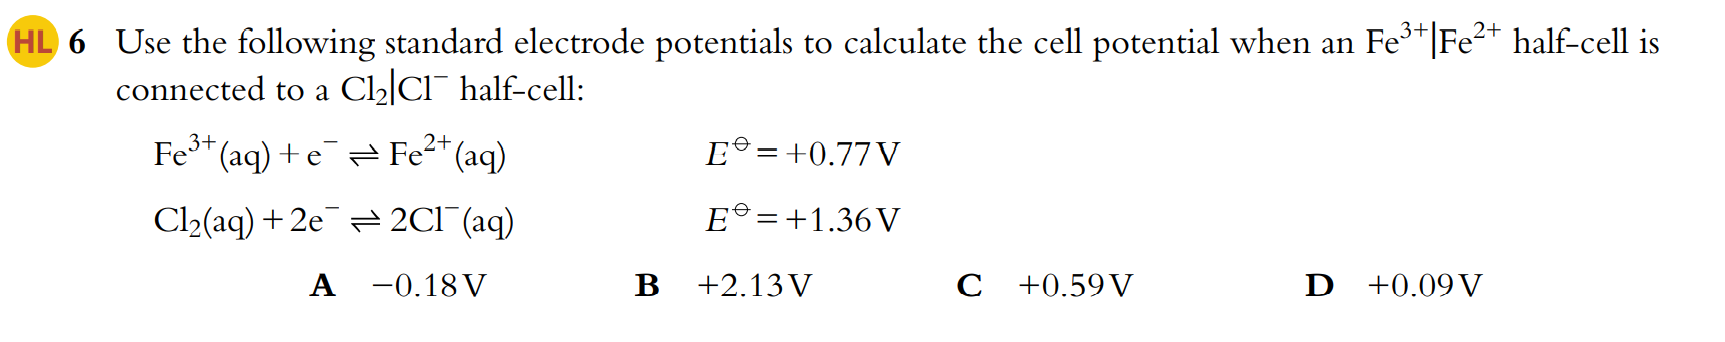 HL 6 Use the following standard electrode potentials to calculate the cell potential when an Fe³⁺|Fe²⁺ half-cell is
connected to a Cl₂|Cl⁻ half-cell:
Fe³⁺(aq) + e⁻ ⇌ Fe²⁺(aq) E⦵ = +0.77 V
Cl₂(aq) + 2e⁻ ⇌ 2Cl⁻(aq) E⦵ = +1.36 V
A −0.18 V B +2.13 V C +0.59 V D +0.09 V